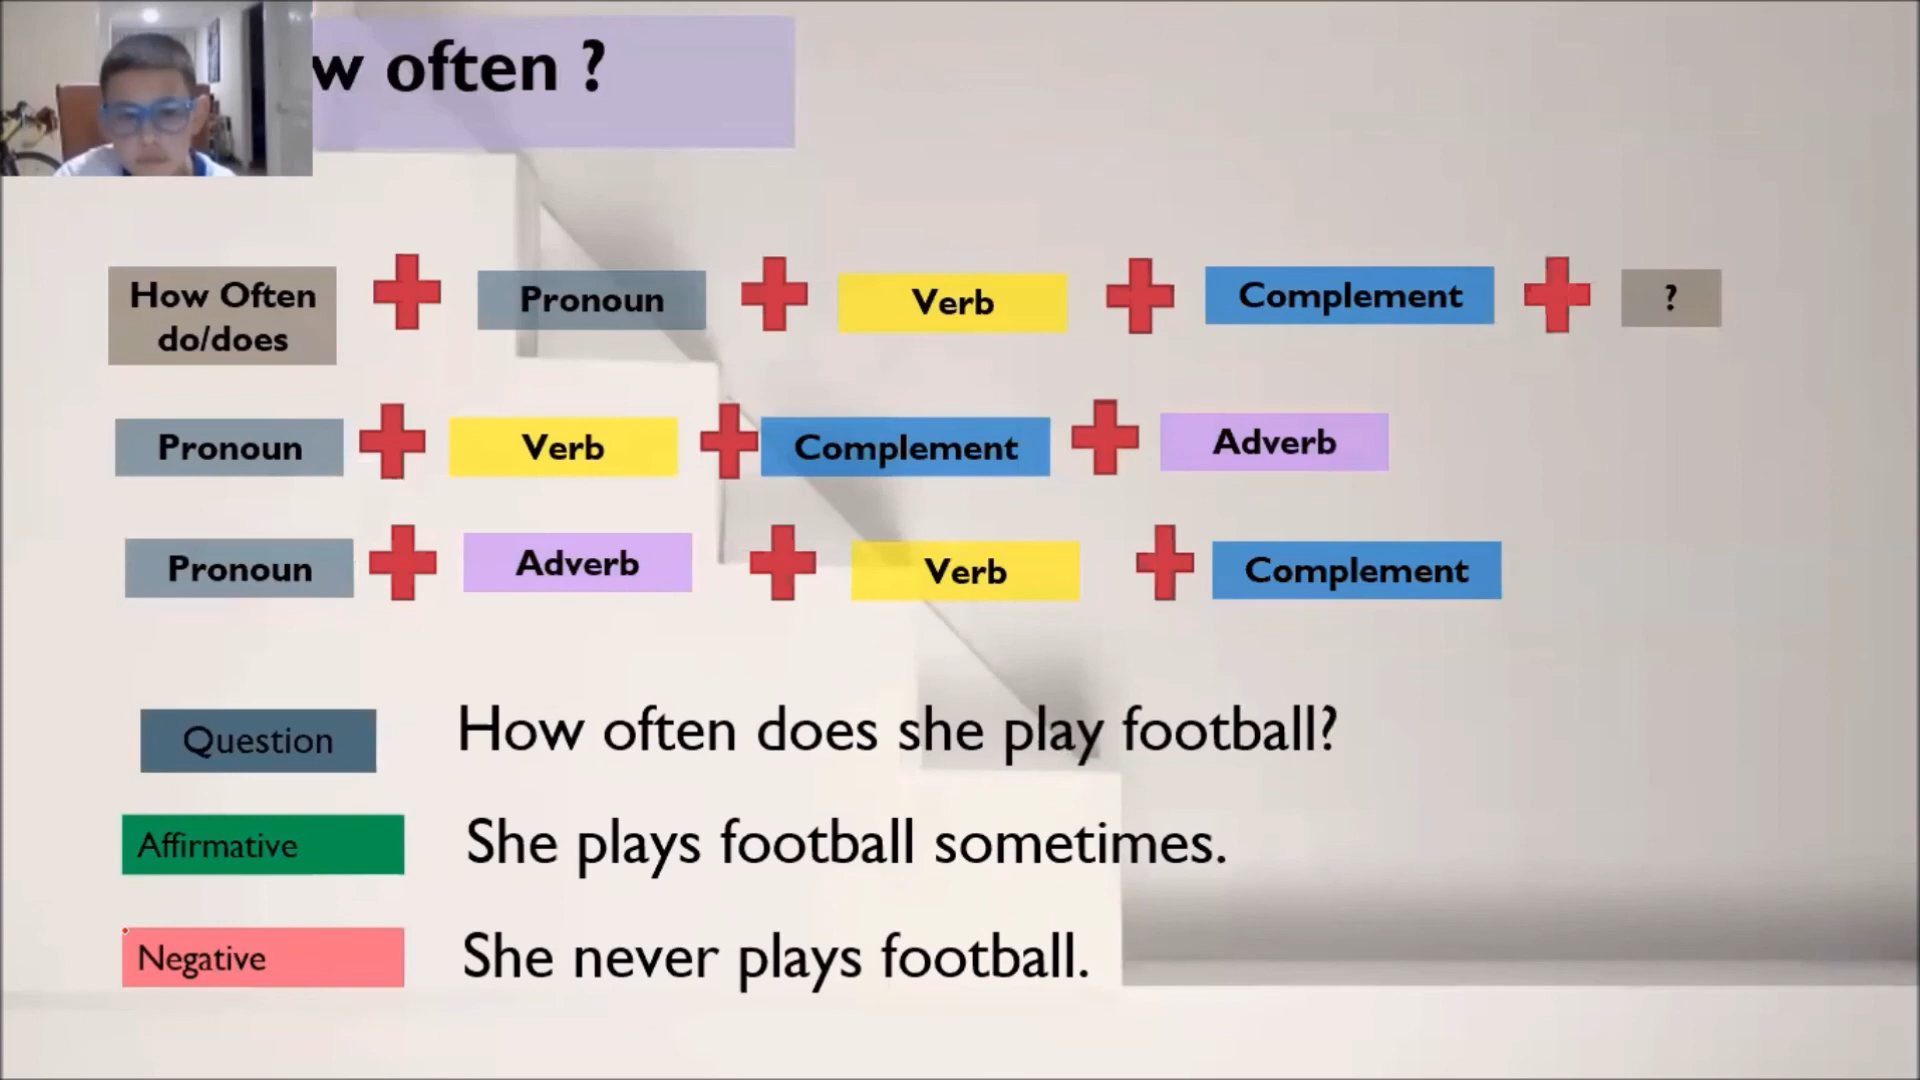 w often ?
How Often
do/does
Pronoun
Verb
Complement
?
Pronoun
Verb
Complement
Adverb
Pronoun
Adverb
Verb
Complement
Question
How often does she play football?
Affirmative
She plays football sometimes.
Negative
She never plays football.